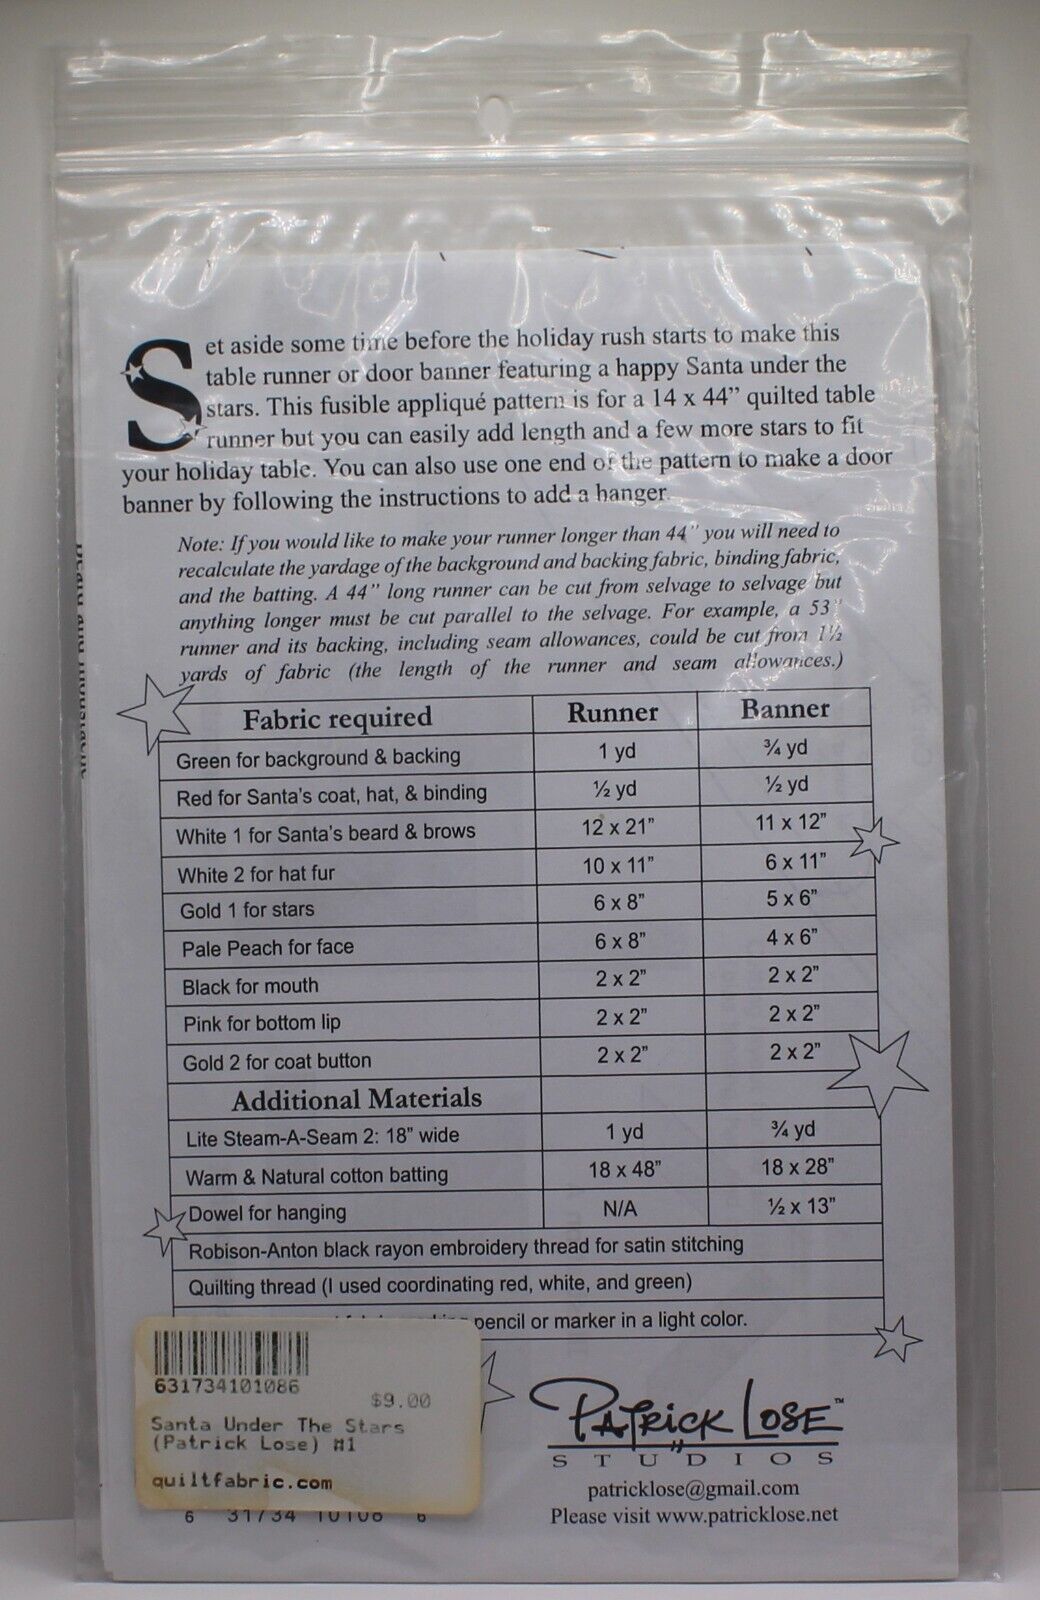 Set aside some time before the holiday rush starts to make this
table runner or door banner featuring a happy Santa under the
stars. This fusible appliqué pattern is for a 14 x 44” quilted table
runner but you can easily add length and a few more stars to fit
your holiday table. You can also use one end of the pattern to make a door
banner by following the instructions to add a hanger.
Note: If you would like to make your runner longer than 44” you will need to
recalculate the yardage of the background and backing fabric, binding fabric,
and the batting. A 44” long runner can be cut from selvage to selvage but
anything longer must be cut parallel to the selvage. For example, a 53”
runner and its backing, including seam allowances, could be cut from 1½
yards of fabric (the length of the runner and seam allowances.)
Fabric required Runner Banner
Green for background & backing 1 yd ¾ yd
Red for Santa’s coat, hat, & binding ½ yd ½ yd
White 1 for Santa’s beard & brows 12 x 21” 11 x 12”
White 2 for hat fur 10 x 11” 6 x 11”
Gold 1 for stars 6 x 8” 5 x 6”
Pale Peach for face 6 x 8” 4 x 6”
Black for mouth 2 x 2” 2 x 2”
Pink for bottom lip 2 x 2” 2 x 2”
Gold 2 for coat button 2 x 2” 2 x 2”
Additional Materials
Lite Steam-A-Seam 2: 18” wide 1 yd ¾ yd
Warm & Natural cotton batting 18 x 48” 18 x 28”
Dowel for hanging N/A ½ x 13”
Robison-Anton black rayon embroidery thread for satin stitching
Quilting thread (I used coordinating red, white, and green)
pencil or marker in a light color.
631734101086
$9.00
Santa Under The Stars
(Patrick Lose) #1
quiltfabric.com
6 31734 10108 6
Patrick Lose™
STUDIOS
patricklose@gmail.com
Please visit www.patricklose.net